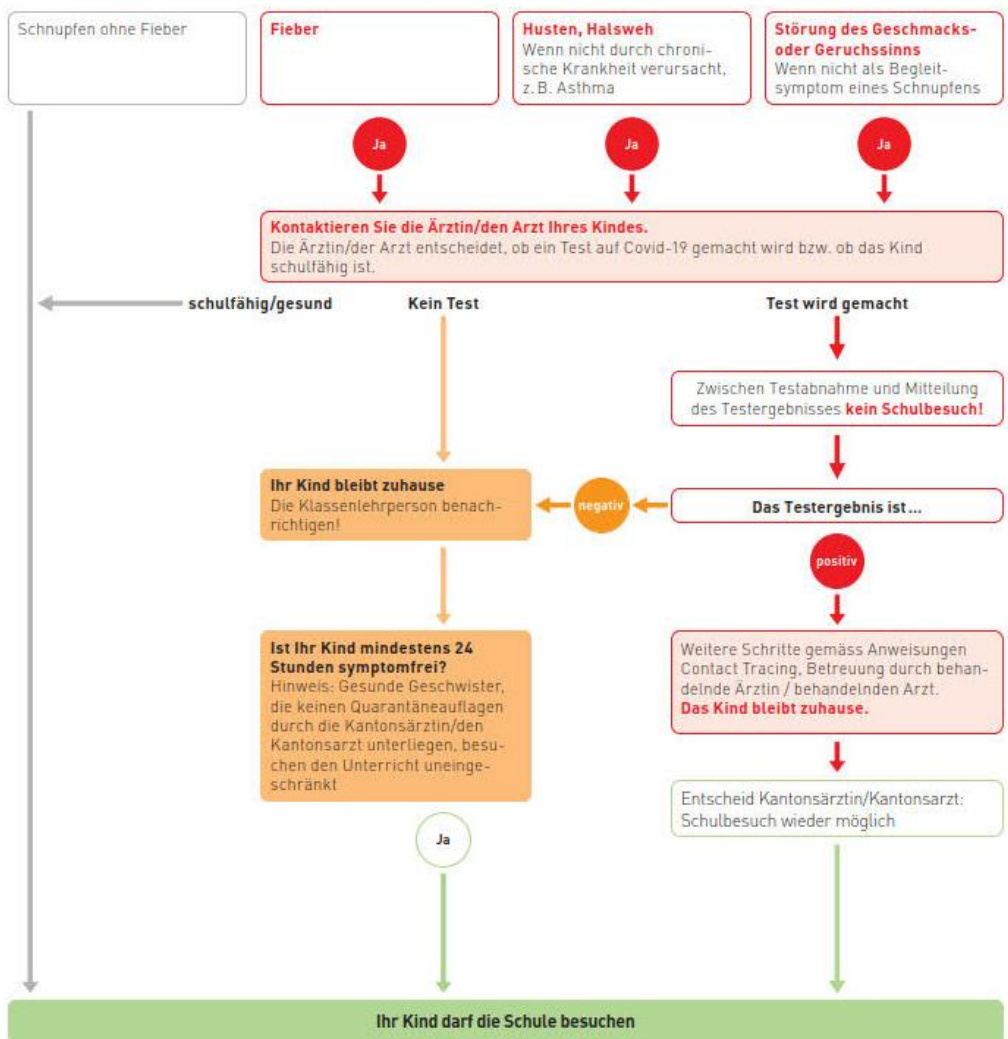 Schnupfen ohne Fieber
Fieber
Husten, Halsweh
Wenn nicht durch chroni-
sche Krankheit verursacht,
z. B. Asthma
Störung des Geschmacks-
oder Geruchssinns
Wenn nicht als Begleit-
symptom eines Schnupfens
Ja
Ja
Ja
Kontaktieren Sie die Ärztin/den Arzt Ihres Kindes.
Die Ärztin/der Arzt entscheidet, ob ein Test auf Covid-19 gemacht wird bzw. ob das Kind
schulfähig ist.
schulfähig/gesund
Kein Test
Test wird gemacht
Zwischen Testabnahme und Mitteilung
des Testergebnisses kein Schulbesuch!
Ihr Kind bleibt zuhause
Die Klassenlehrperson benach-
richtigen!
negativ
Das Testergebnis ist ...
positiv
Ist Ihr Kind mindestens 24
Stunden symptomfrei?
Hinweis: Gesunde Geschwister,
die keinen Quarantäneauflagen
durch die Kantonsärztin/den
Kantonsarzt unterliegen, besu-
chen den Unterricht uneinge-
schränkt
Weitere Schritte gemäss Anweisungen
Contact Tracing, Betreuung durch behan-
delnde Ärztin / behandelnden Arzt.
Das Kind bleibt zuhause.
Entscheid Kantonsärztin/Kantonsarzt:
Schulbesuch wieder möglich
Ja
Ihr Kind darf die Schule besuchen